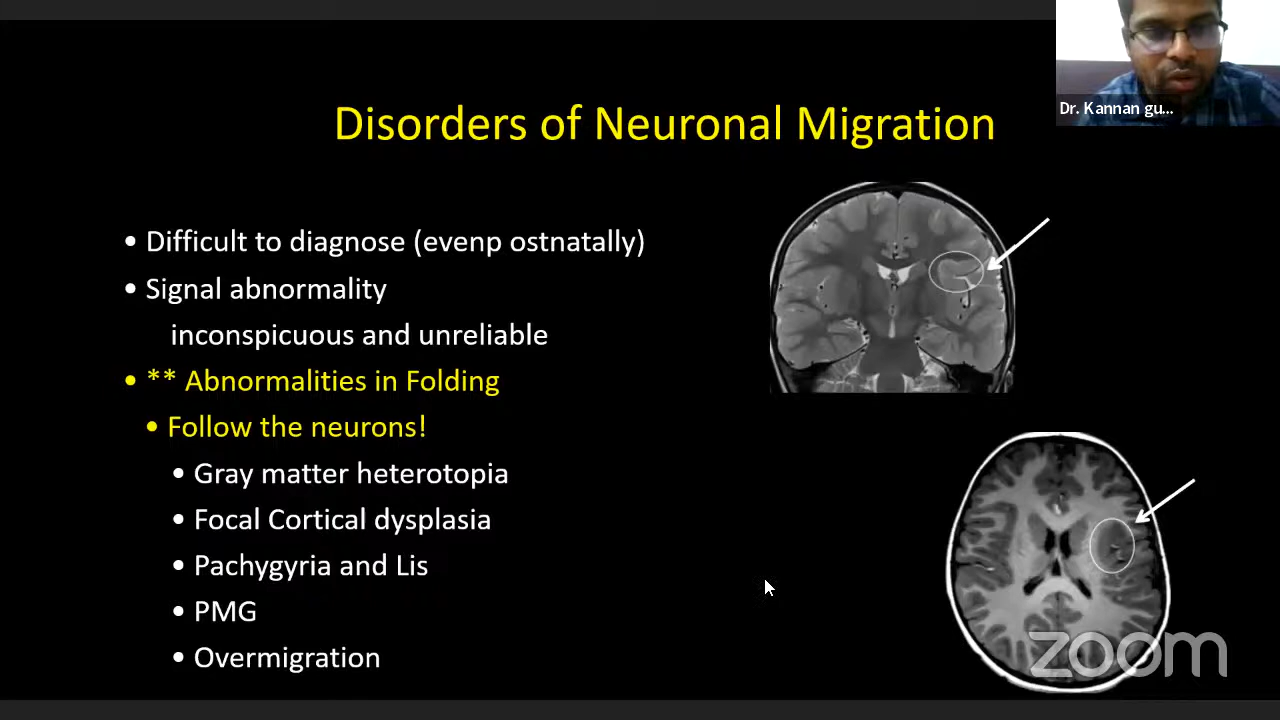 Dr. Kannan gu...
Disorders of Neuronal Migration
• Difficult to diagnose (evenp ostnatally)
• Signal abnormality
inconspicuous and unreliable
• ** Abnormalities in Folding
• Follow the neurons!
• Gray matter heterotopia
• Focal Cortical dysplasia
• Pachygyria and Lis
• PMG
• Overmigration
zoom